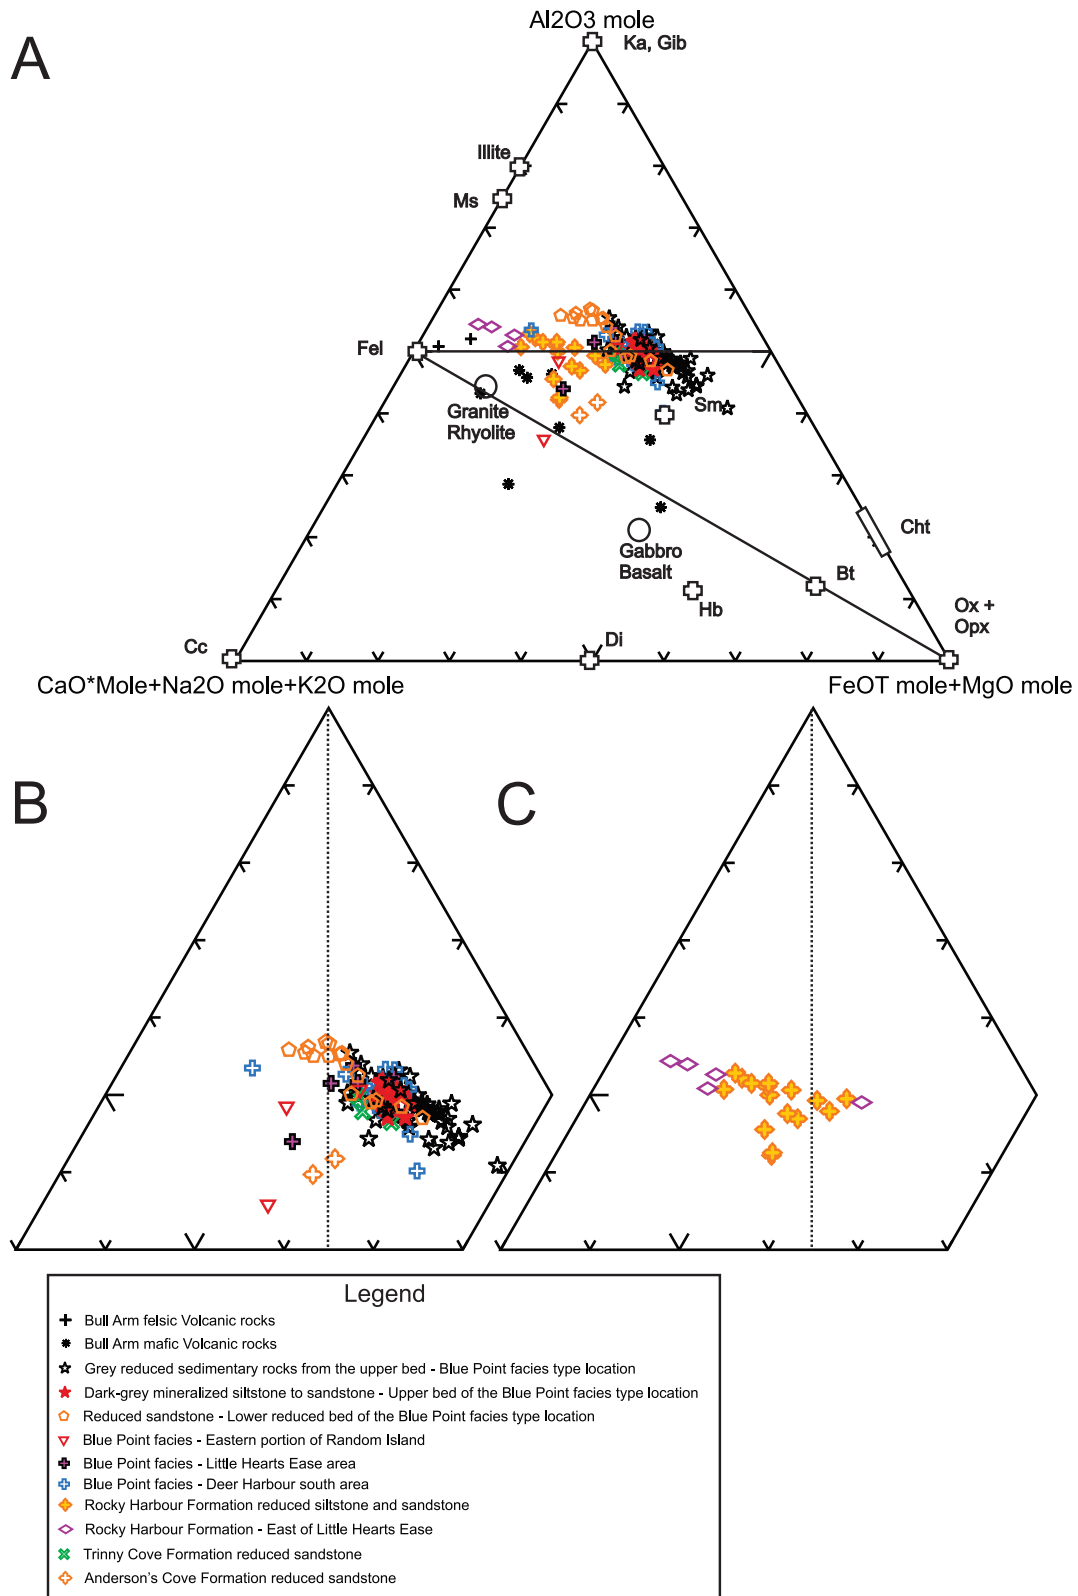 A
Al2O3 mole
Ka, Gib
Illite
Ms
Fel
Granite
Rhyolite
Sm
Gabbro
Basalt
Cht
Bt
Hb
Ox +
Opx
Cc
Di
CaO*Mole+Na2O mole+K2O mole
FeOT mole+MgO mole
B
C
Legend
Bull Arm felsic Volcanic rocks
Bull Arm mafic Volcanic rocks
Grey reduced sedimentary rocks from the upper bed - Blue Point facies type location
Dark-grey mineralized siltstone to sandstone - Upper bed of the Blue Point facies type location
Reduced sandstone - Lower reduced bed of the Blue Point facies type location
Blue Point facies - Eastern portion of Random Island
Blue Point facies - Little Hearts Ease area
Blue Point facies - Deer Harbour south area
Rocky Harbour Formation reduced siltstone and sandstone
Rocky Harbour Formation - East of Little Hearts Ease
Trinny Cove Formation reduced sandstone
Anderson's Cove Formation reduced sandstone